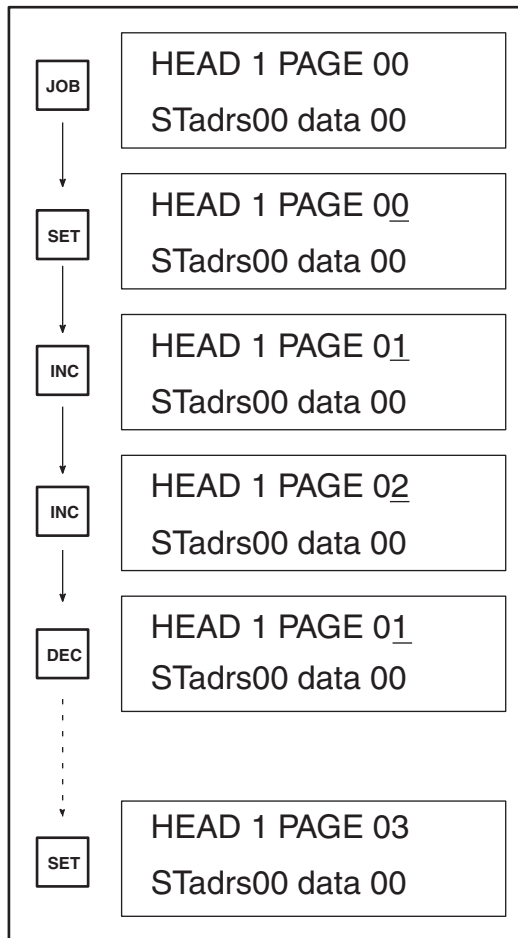 JOB
HEAD 1 PAGE 00
STadrs00 data 00
SET
HEAD 1 PAGE 00
STadrs00 data 00
INC
HEAD 1 PAGE 01
STadrs00 data 00
INC
HEAD 1 PAGE 02
STadrs00 data 00
DEC
HEAD 1 PAGE 01
STadrs00 data 00
SET
HEAD 1 PAGE 03
STadrs00 data 00